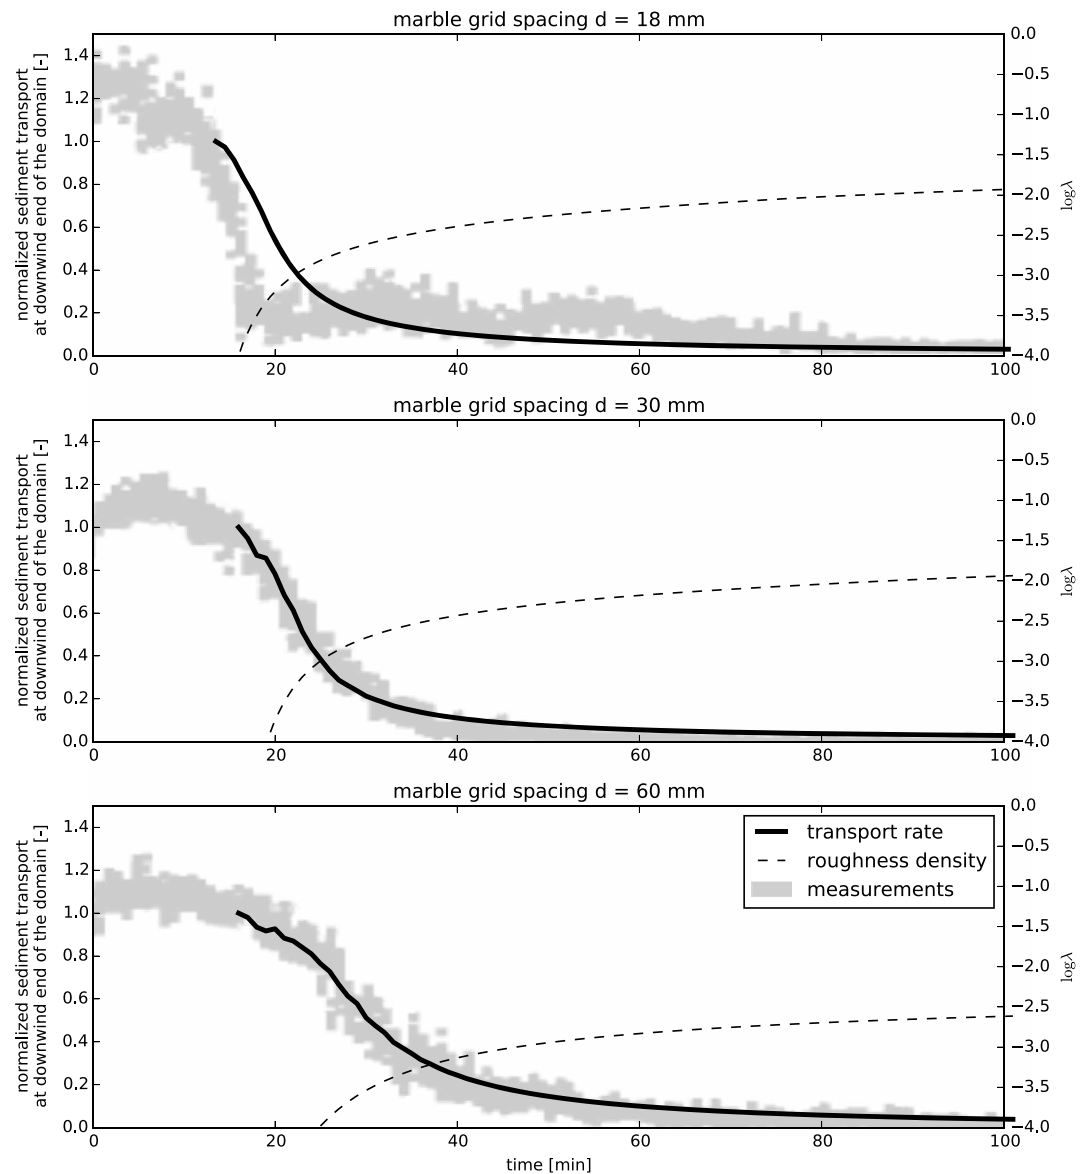 marble grid spacing d = 18 mm
normalized sediment transport
at downwind end of the domain [-]
1.4
1.2
1.0
0.8
0.6
0.4
0.2
0.0
0 20 40 60 80 100
0.0
−0.5
−1.0
−1.5
−2.0
−2.5
−3.0
−3.5
−4.0
logλ
marble grid spacing d = 30 mm
normalized sediment transport
at downwind end of the domain [-]
1.4
1.2
1.0
0.8
0.6
0.4
0.2
0.0
0 20 40 60 80 100
0.0
−0.5
−1.0
−1.5
−2.0
−2.5
−3.0
−3.5
−4.0
logλ
marble grid spacing d = 60 mm
normalized sediment transport
at downwind end of the domain [-]
1.4
1.2
1.0
0.8
0.6
0.4
0.2
0.0
transport rate
roughness density
measurements
0 20 40 60 80 100
0.0
−0.5
−1.0
−1.5
−2.0
−2.5
−3.0
−3.5
−4.0
logλ
time [min]